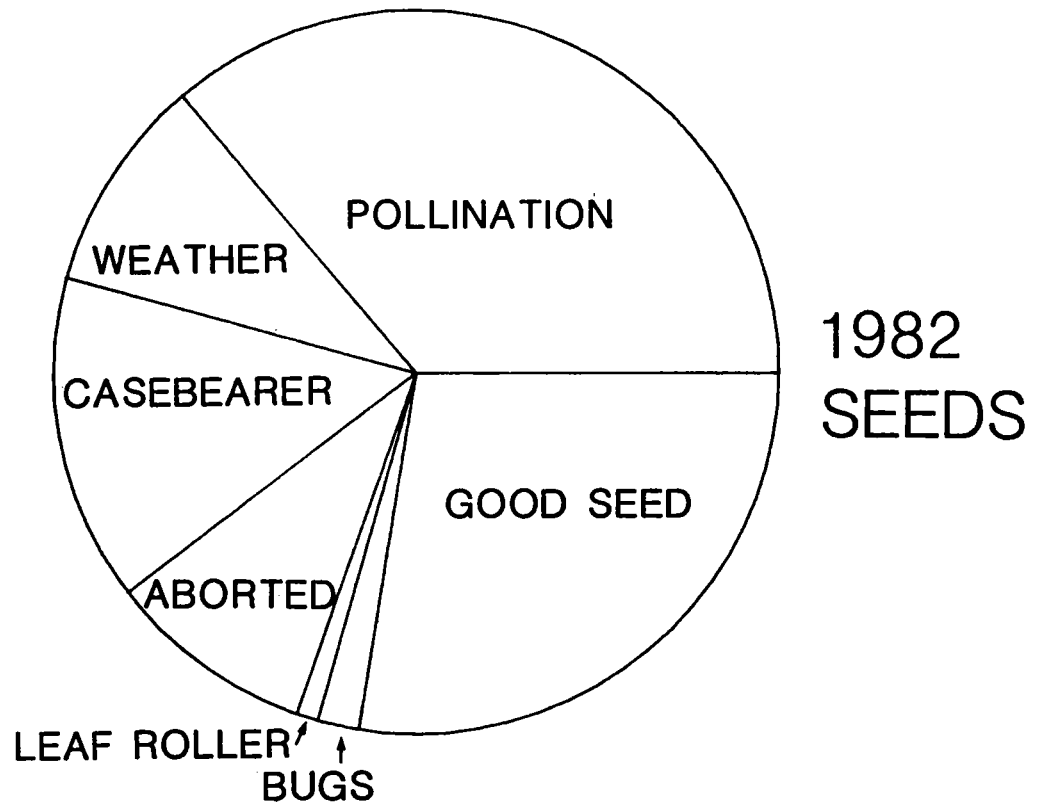 POLLINATION
WEATHER
1982
SEEDS
CASEBEARER
GOOD SEED
ABORTED
LEAF ROLLER
BUGS